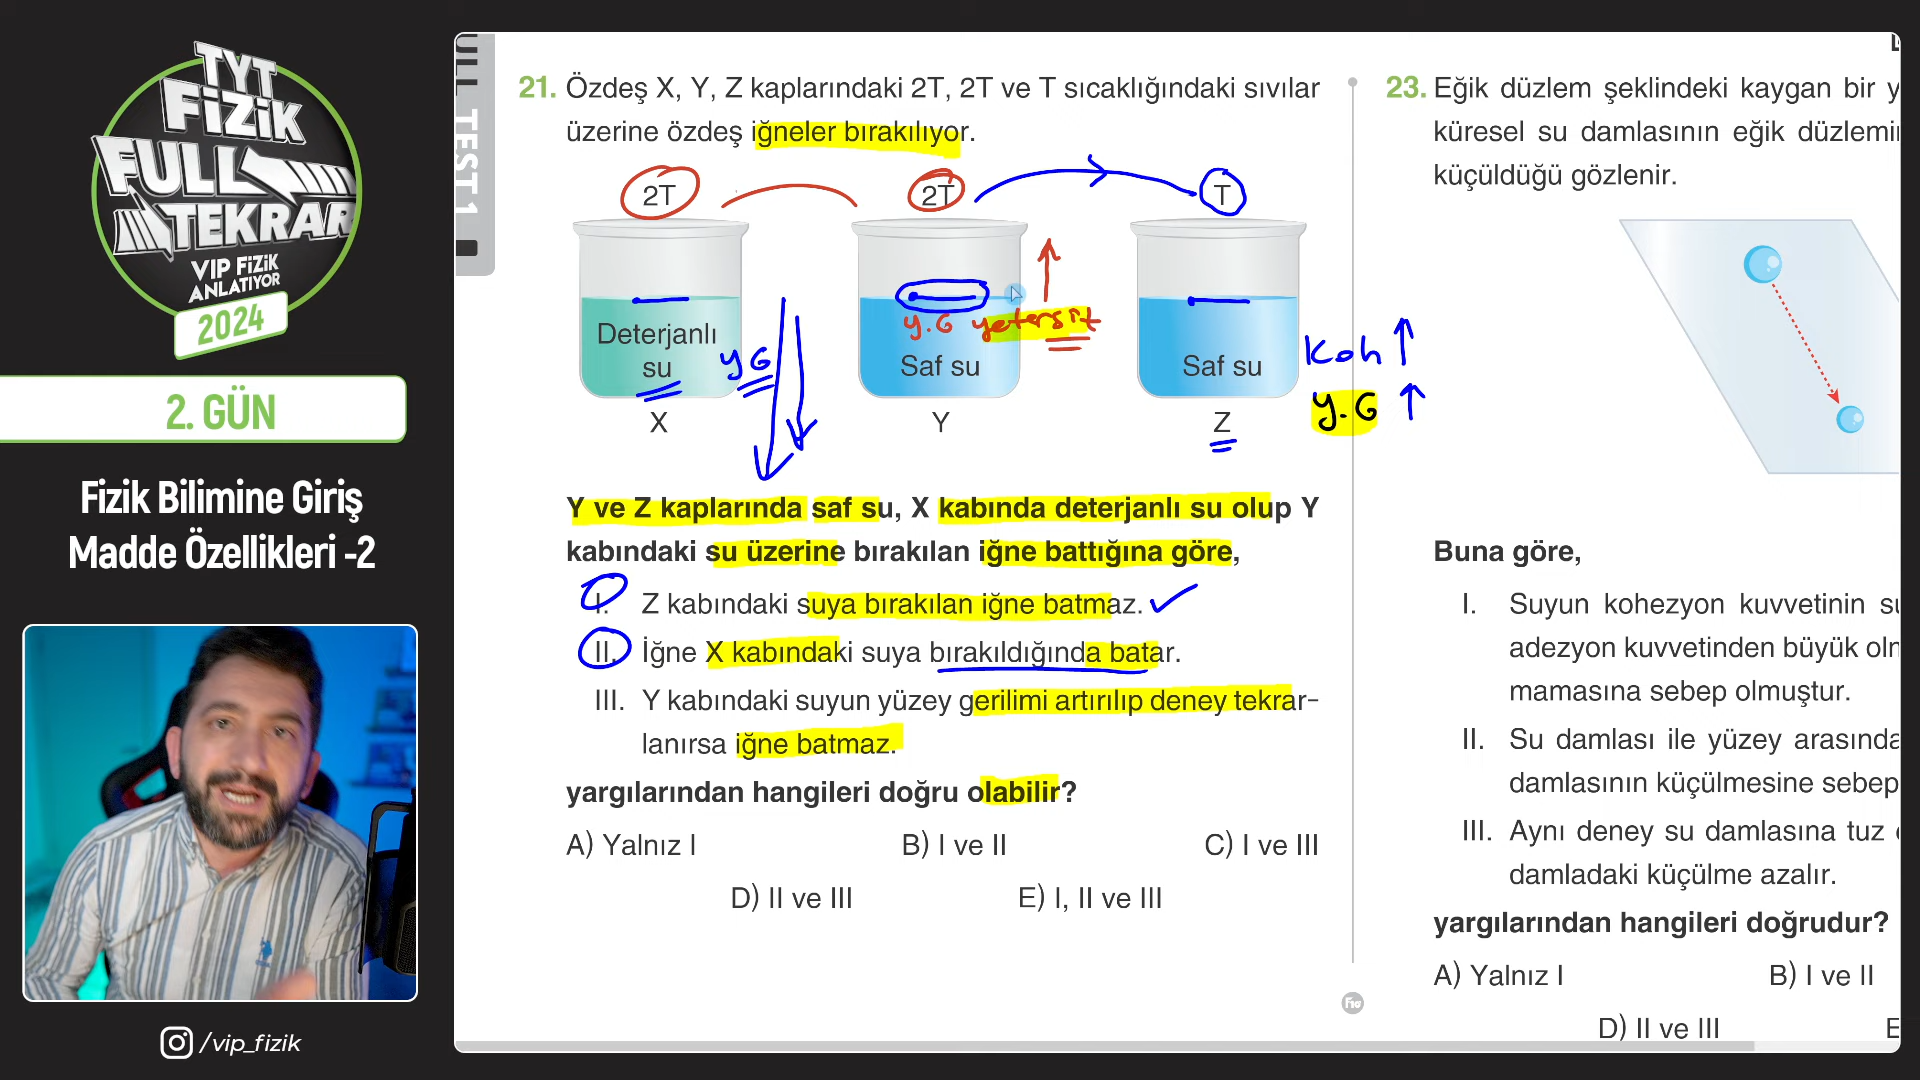 TYT
FİZİK
FULL
TEKRAR
VIP FİZİK
ANLATIYOR
2024
2. GÜN
Fizik Bilimine Giriş
Madde Özellikleri -2
/vip_fizik
TEST 1
21. Özdeş X, Y, Z kaplarındaki 2T, 2T ve T sıcaklığındaki sıvılar
üzerine özdeş iğneler bırakılıyor.
2T 2T T
Deterjanlı
su
y G
y.G yetersiz
Saf su
Saf su
Koh
y.G
X Y Z
Y ve Z kaplarında saf su, X kabında deterjanlı su olup Y
kabındaki su üzerine bırakılan iğne battığına göre,
I. Z kabındaki suya bırakılan iğne batmaz.
II. İğne X kabındaki suya bırakıldığında batar.
III. Y kabındaki suyun yüzey gerilimi artırılıp deney tekrar-
lanırsa iğne batmaz.
yargılarından hangileri doğru olabilir?
A) Yalnız I B) I ve II C) I ve III
D) II ve III E) I, II ve III
23. Eğik düzlem şeklindeki kaygan bir
küresel su damlasının eğik
küçüldüğü gözlenir.
Buna göre,
I. Suyun kohezyon kuvvetinin
adezyon kuvvetinden büyük
mamasına sebep olmuştur.
II. Su damlası ile yüzey
damlasının küçülmesine
III. Aynı deney su damlasına tuz
damladaki küçülme azalır.
yargılarından hangileri doğrudur?
A) Yalnız I B) I ve II
D) II ve III E